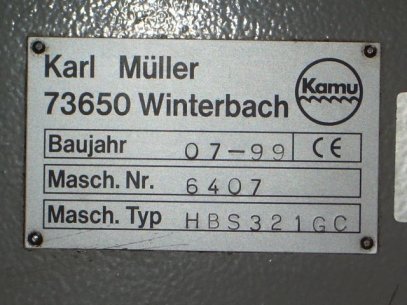 Karl Müller
Kamu
73650 Winterbach
Baujahr 07-99 CE
Masch. Nr. 6407
Masch. Typ HBS321GC